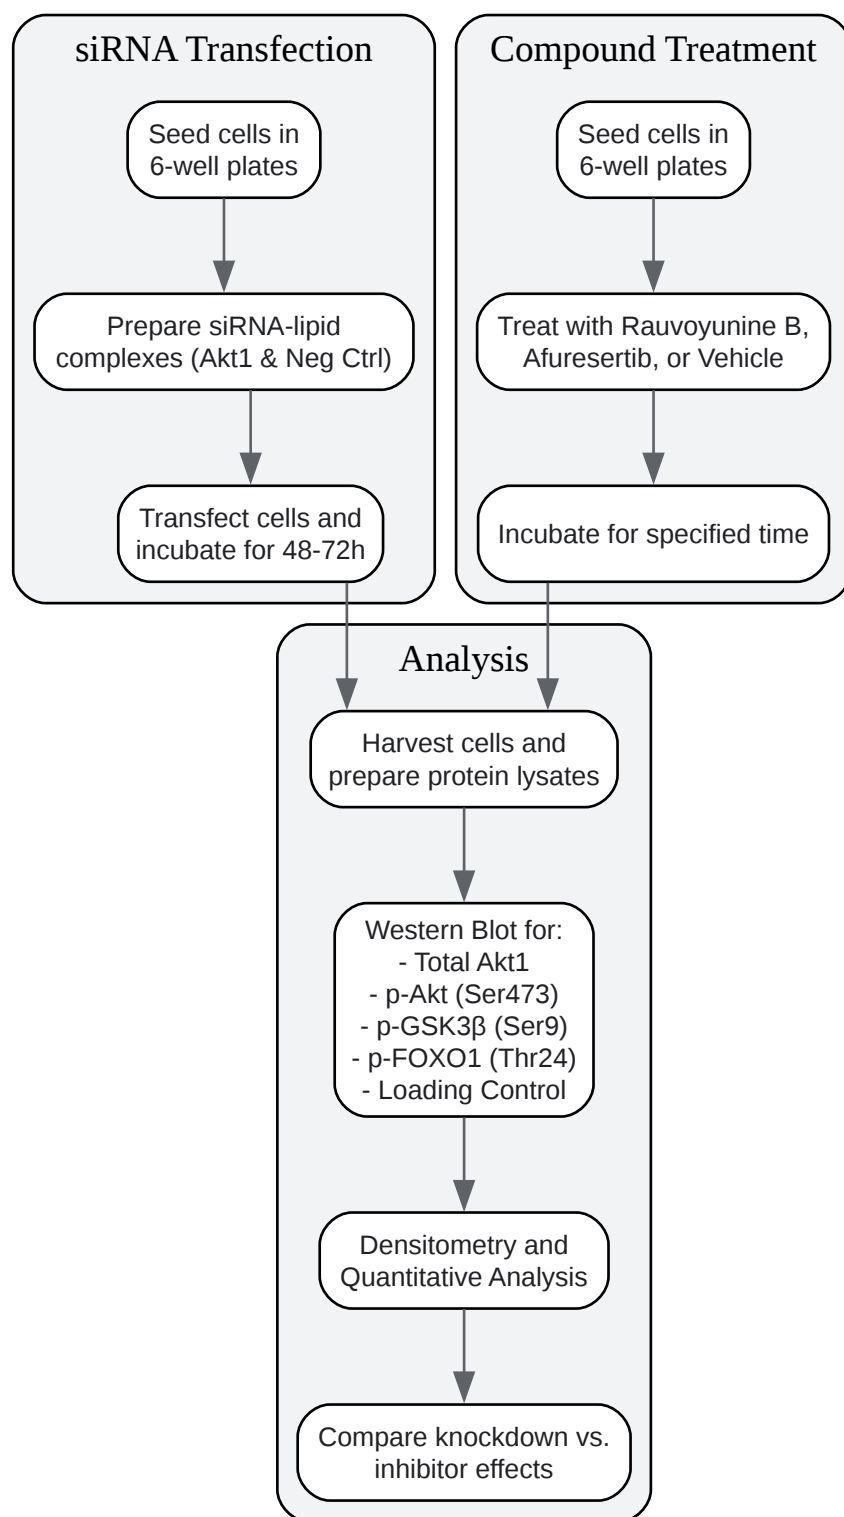 siRNA Transfection
Seed cells in
6-well plates
Prepare siRNA-lipid
complexes (Akt1 & Neg Ctrl)
Transfect cells and
incubate for 48-72h
Compound Treatment
Seed cells in
6-well plates
Treat with Rauvoyunine B,
Afuresertib, or Vehicle
Incubate for specified time
Analysis
Harvest cells and
prepare protein lysates
Western Blot for:
- Total Akt1
- p-Akt (Ser473)
- p-GSK3β (Ser9)
- p-FOXO1 (Thr24)
- Loading Control
Densitometry and
Quantitative Analysis
Compare knockdown vs.
inhibitor effects